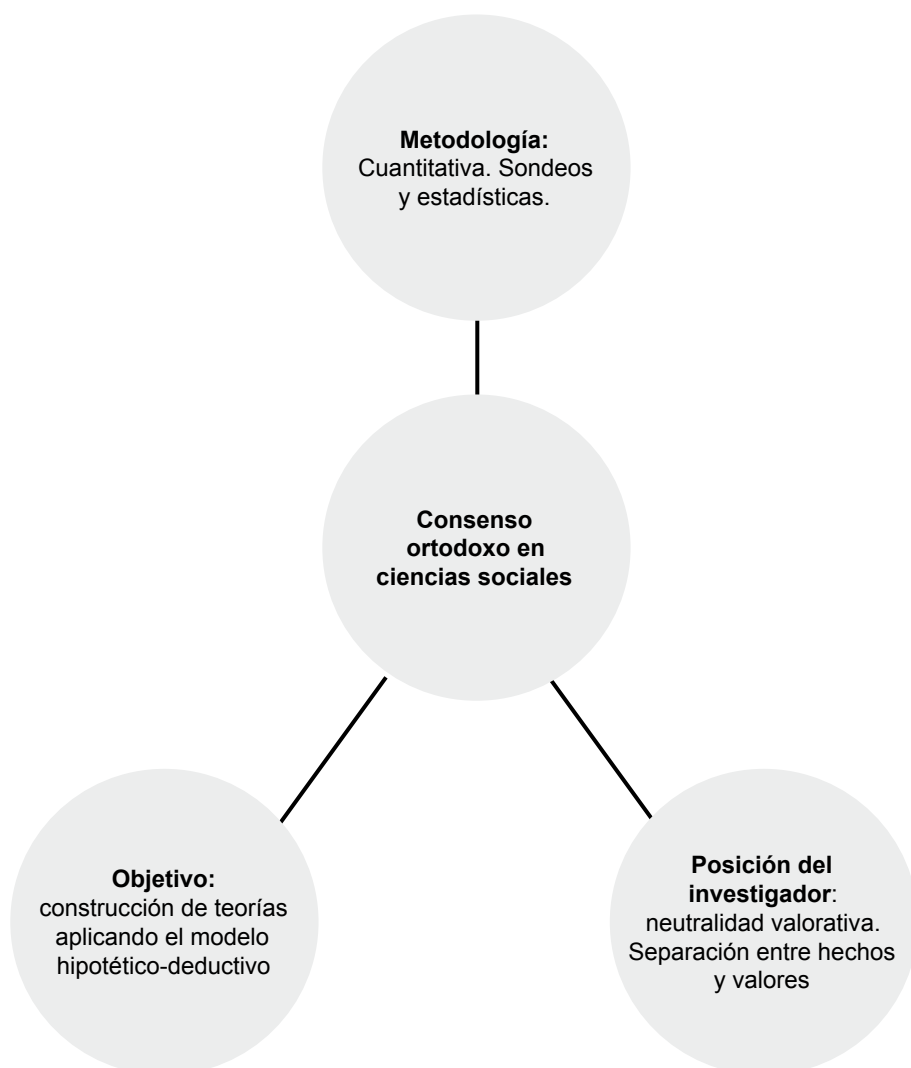 Metodología:
Cuantitativa. Sondeos
y estadísticas.
Consenso
ortodoxo en
ciencias sociales
Objetivo:
construcción de teorías
aplicando el modelo
hipotético-deductivo
Posición del
investigador:
neutralidad valorativa.
Separación entre hechos
y valores